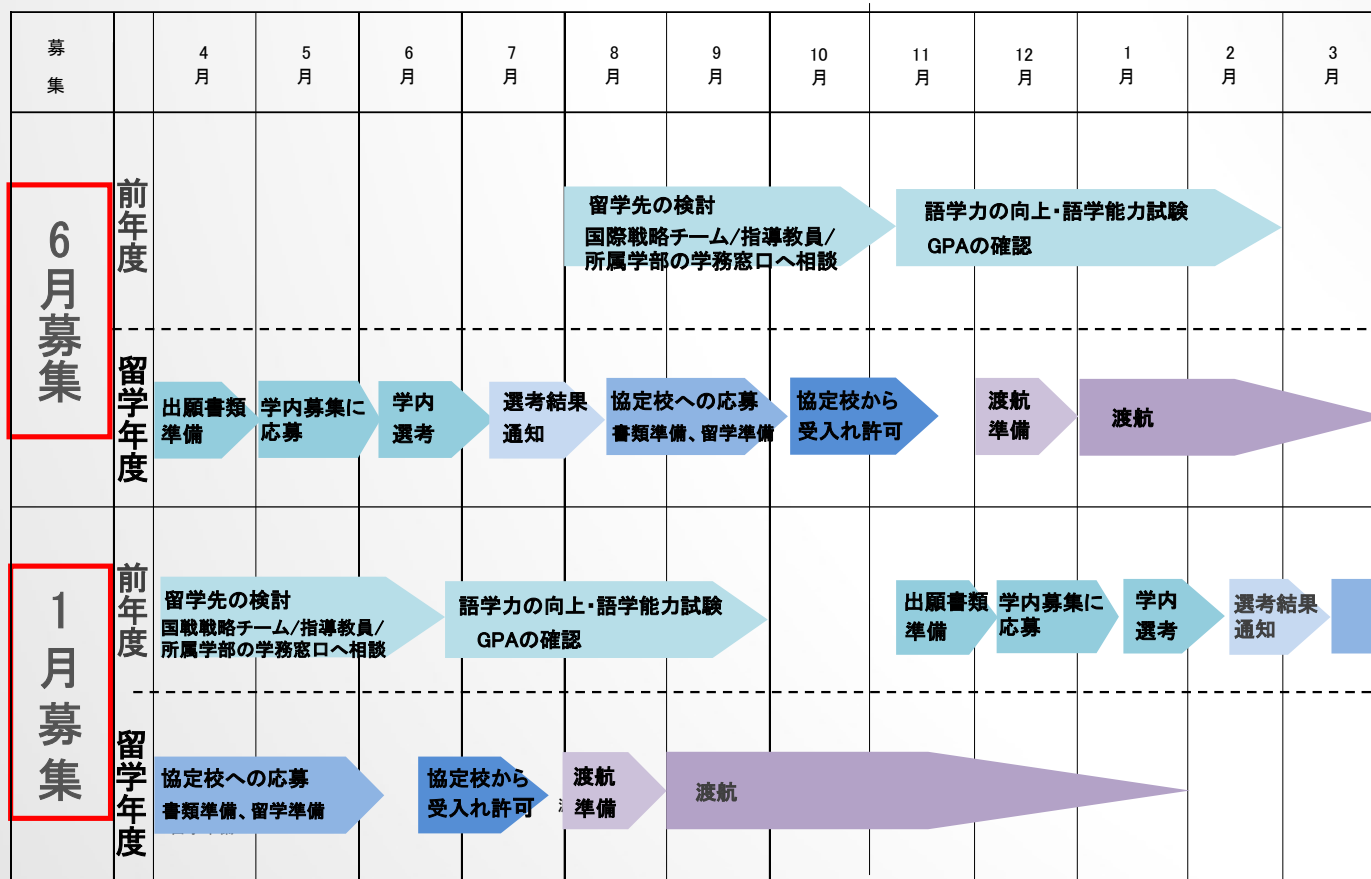 募
集
4
月
5
月
6
月
7
月
8
月
9
月
10
月
11
月
12
月
1
月
2
月
3
月
6月募集
前年度
留学先の検討
国際戦略チーム/指導教員/
所属学部の学務窓口へ相談
語学力の向上・語学能力試験
GPAの確認
留学年度
出願書類
準備
学内募集に
応募
学内
選考
選考結果
通知
協定校への応募
書類準備、留学準備
協定校から
受入れ許可
渡航
準備
渡航
1月募集
前年度
留学先の検討
国戦戦略チーム/指導教員/
所属学部の学務窓口へ相談
語学力の向上・語学能力試験
GPAの確認
出願書類
準備
学内募集に
応募
学内
選考
選考結果
通知
留学年度
協定校への応募
書類準備、留学準備
協定校から
受入れ許可
渡航
準備
渡航